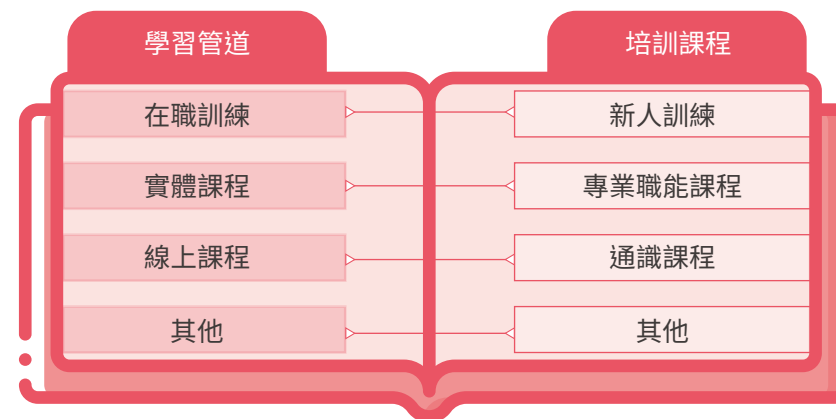 學習管道
培訓課程
在職訓練
新人訓練
實體課程
專業職能課程
線上課程
通識課程
其他
其他